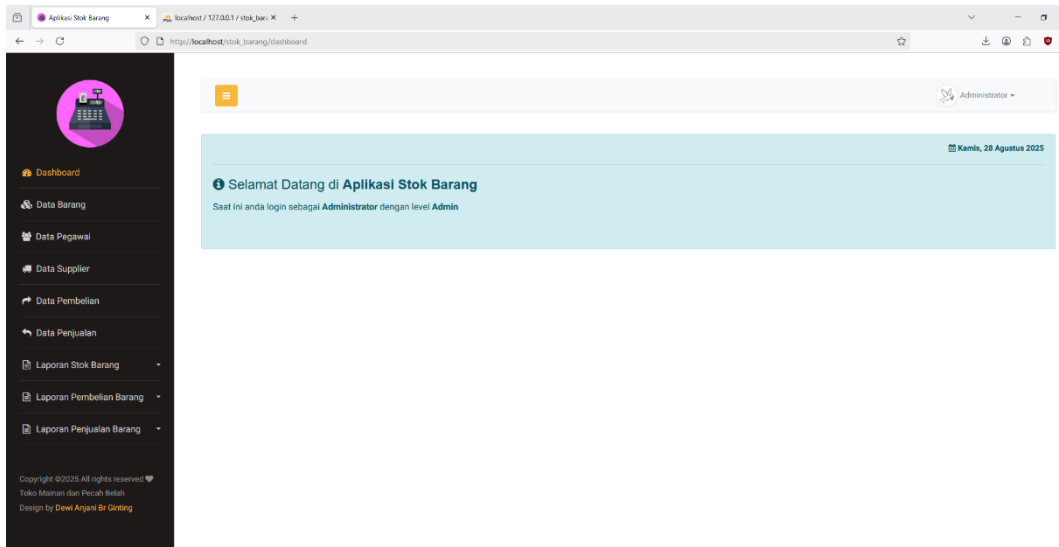 Aplikasi Stok Barang
localhost / 127.0.0.1 / stok_bara
http://localhost/stok_barang/dashboard
Administrator
Kamis, 28 Agustus 2025
Selamat Datang di Aplikasi Stok Barang
Saat ini anda login sebagai Administrator dengan level Admin
Dashboard
Data Barang
Data Pegawai
Data Supplier
Data Pembelian
Data Penjualan
Laporan Stok Barang
Laporan Pembelian Barang
Laporan Penjualan Barang
Copyright ©2025 All rights reserved
Toko Mainan dan Pecah Belah
Design by Dewi Anjani Br Ginting